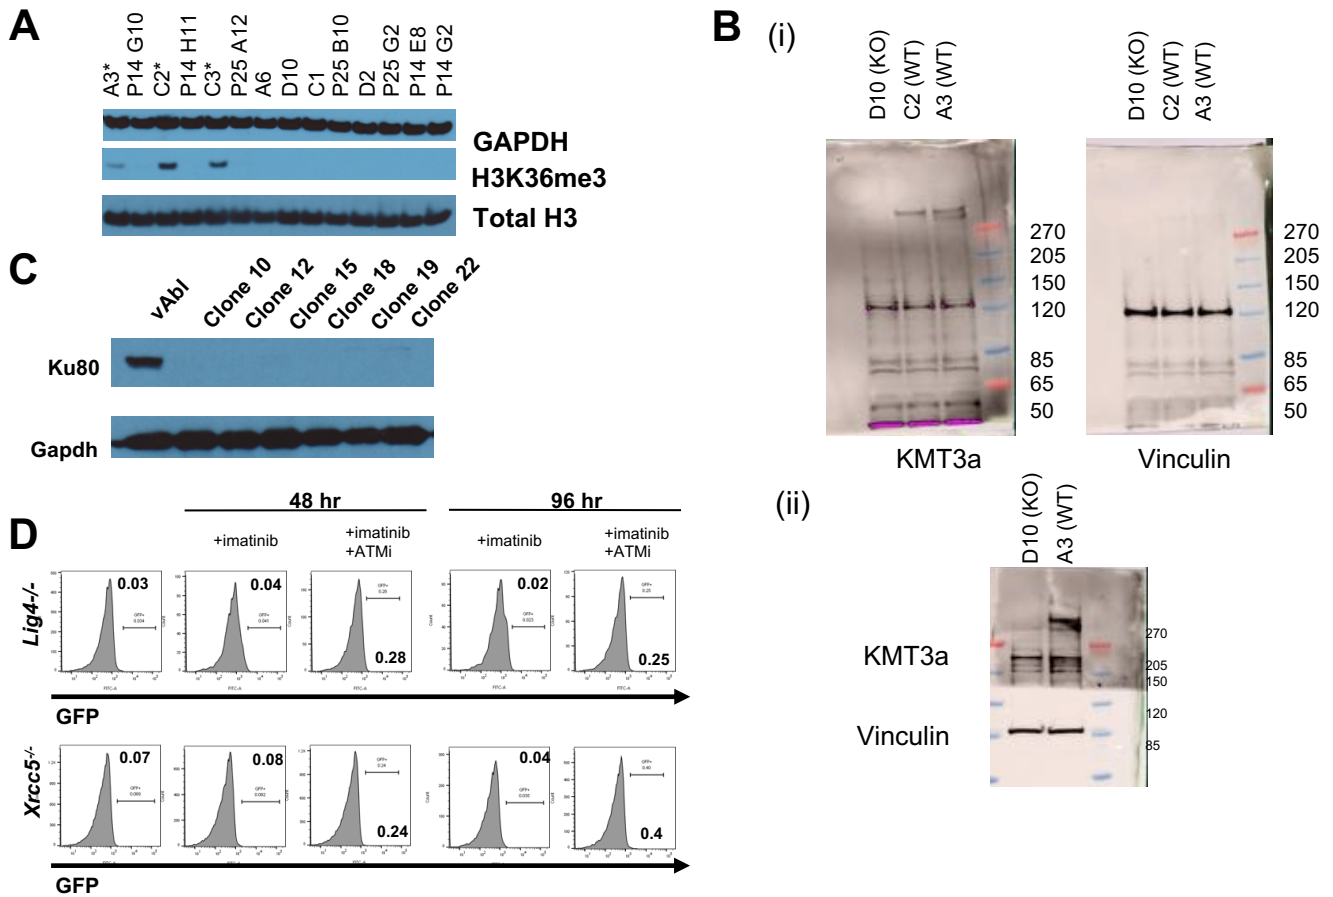 A
A3*
P14 G10
C2*
P14 H11
C3*
P25 A12
A6
D10
C1
P25 B10
D2
P25 G2
P14 E8
P14 G2
GAPDH
H3K36me3
Total H3
B
(i)
D10 (KO)
C2 (WT)
A3 (WT)
D10 (KO)
C2 (WT)
A3 (WT)
270
205
150
120
85
65
50
270
205
150
120
85
65
50
KMT3a
Vinculin
(ii)
D10 (KO)
A3 (WT)
KMT3a
Vinculin
270
205
150
120
85
C
vAbl
Clone 10
Clone 12
Clone 15
Clone 18
Clone 19
Clone 22
Ku80
Gapdh
D
48 hr
96 hr
+imatinib
+imatinib
+ATMi
+imatinib
+imatinib
+ATMi
Lig4-/-
0.03
0.04
0.28
0.02
0.25
GFP
Xrcc5-/-
0.07
0.08
0.24
0.04
0.4
GFP